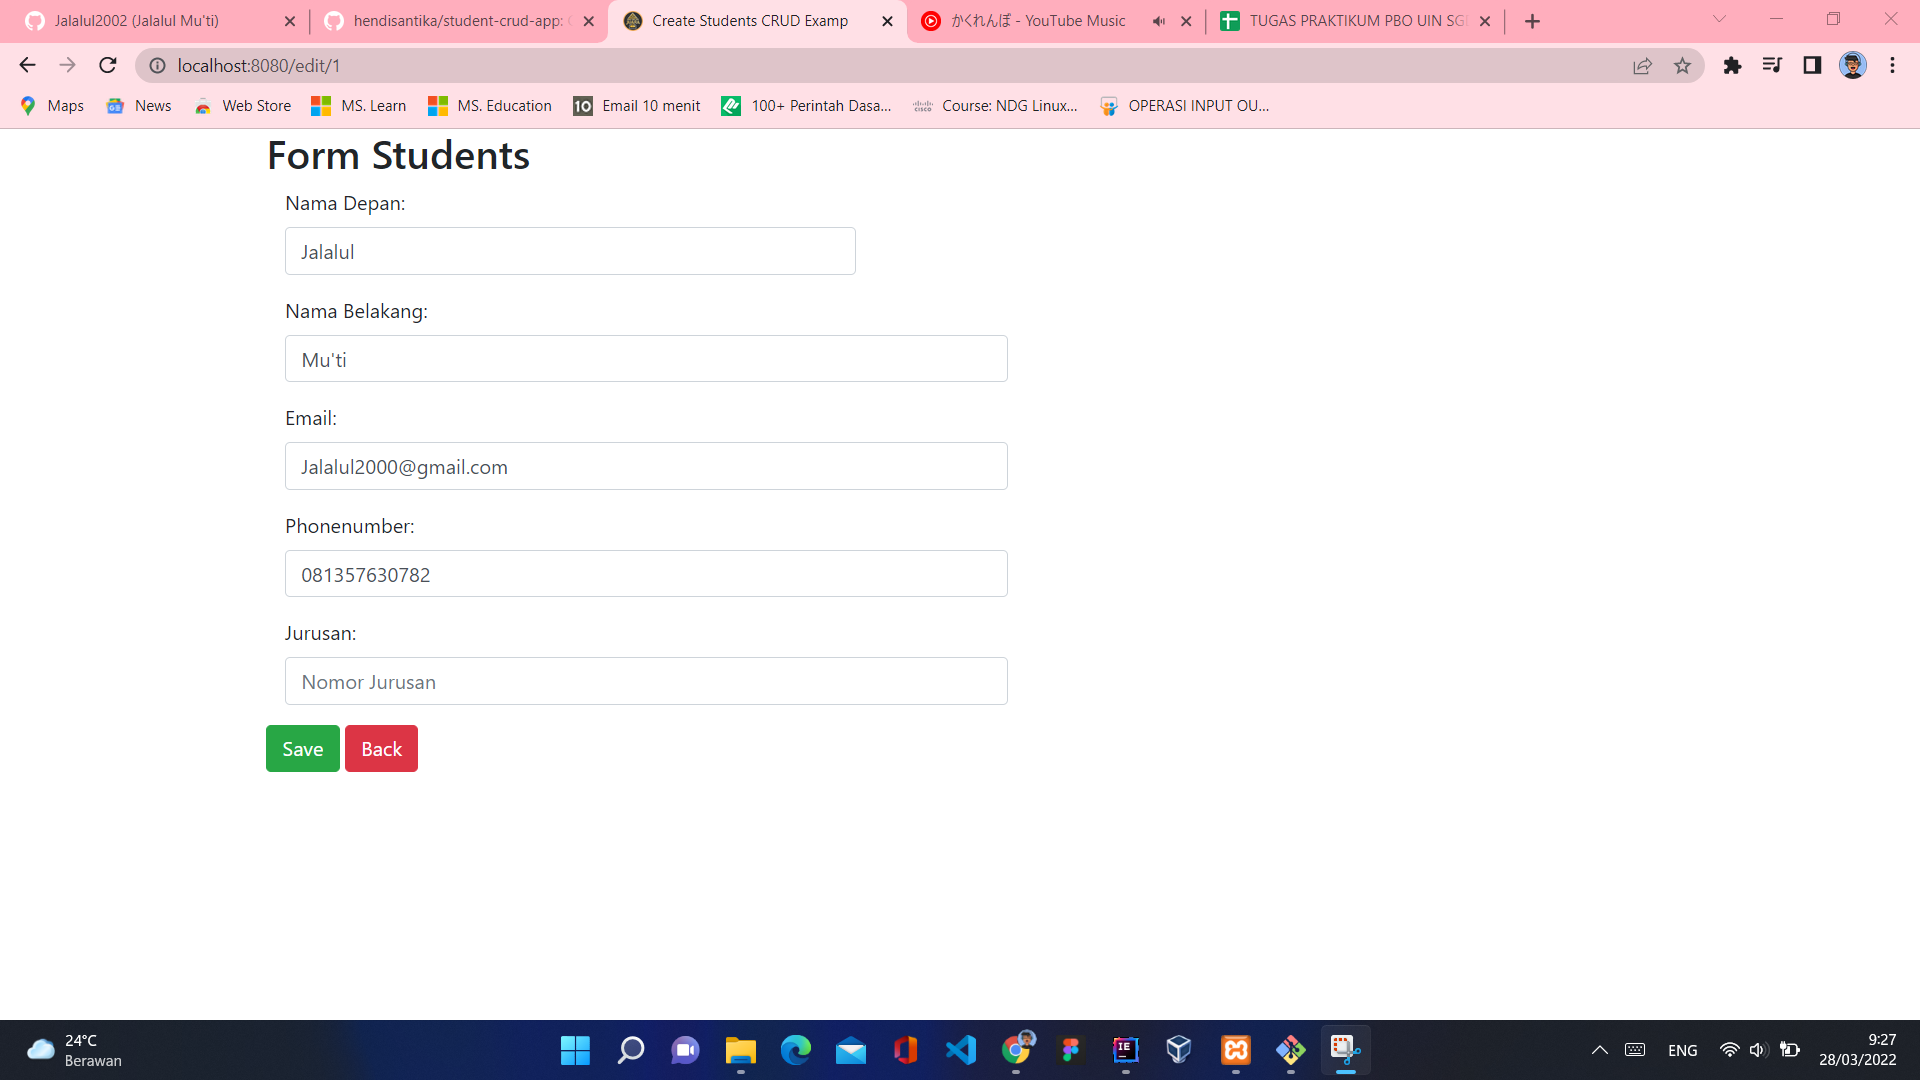 Jalalul2002 (Jalalul Mu'ti)
hendisantika/student-crud-app:
Create Students CRUD Examp
かくれんぼ - YouTube Music
TUGAS PRAKTIKUM PBO UIN SG
localhost:8080/edit/1
Maps
News
Web Store
MS. Learn
MS. Education
10
Email 10 menit
100+ Perintah Dasa...
cisco
Course: NDG Linux...
OPERASI INPUT OU...
Form Students
Nama Depan:
Jalalul
Nama Belakang:
Mu'ti
Email:
Jalalul2000@gmail.com
Phonenumber:
081357630782
Jurusan:
Nomor Jurusan
Save
Back
24°C
Berawan
IE
ENG
9:27
28/03/2022